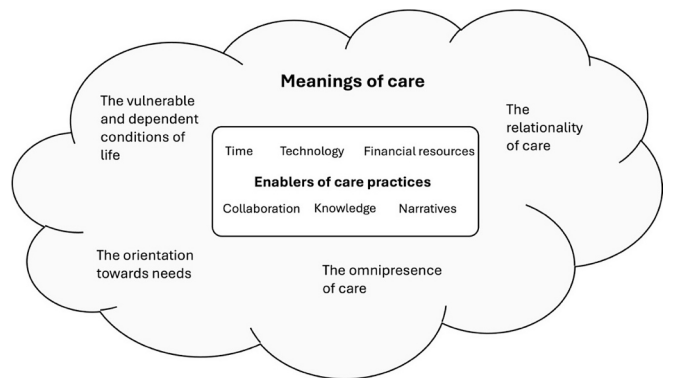 Meanings of care
The vulnerable
and dependent
conditions of
life
The
relationality
of care
Time Technology Financial resources
Enablers of care practices
Collaboration Knowledge Narratives
The orientation
towards needs
The omnipresence
of care